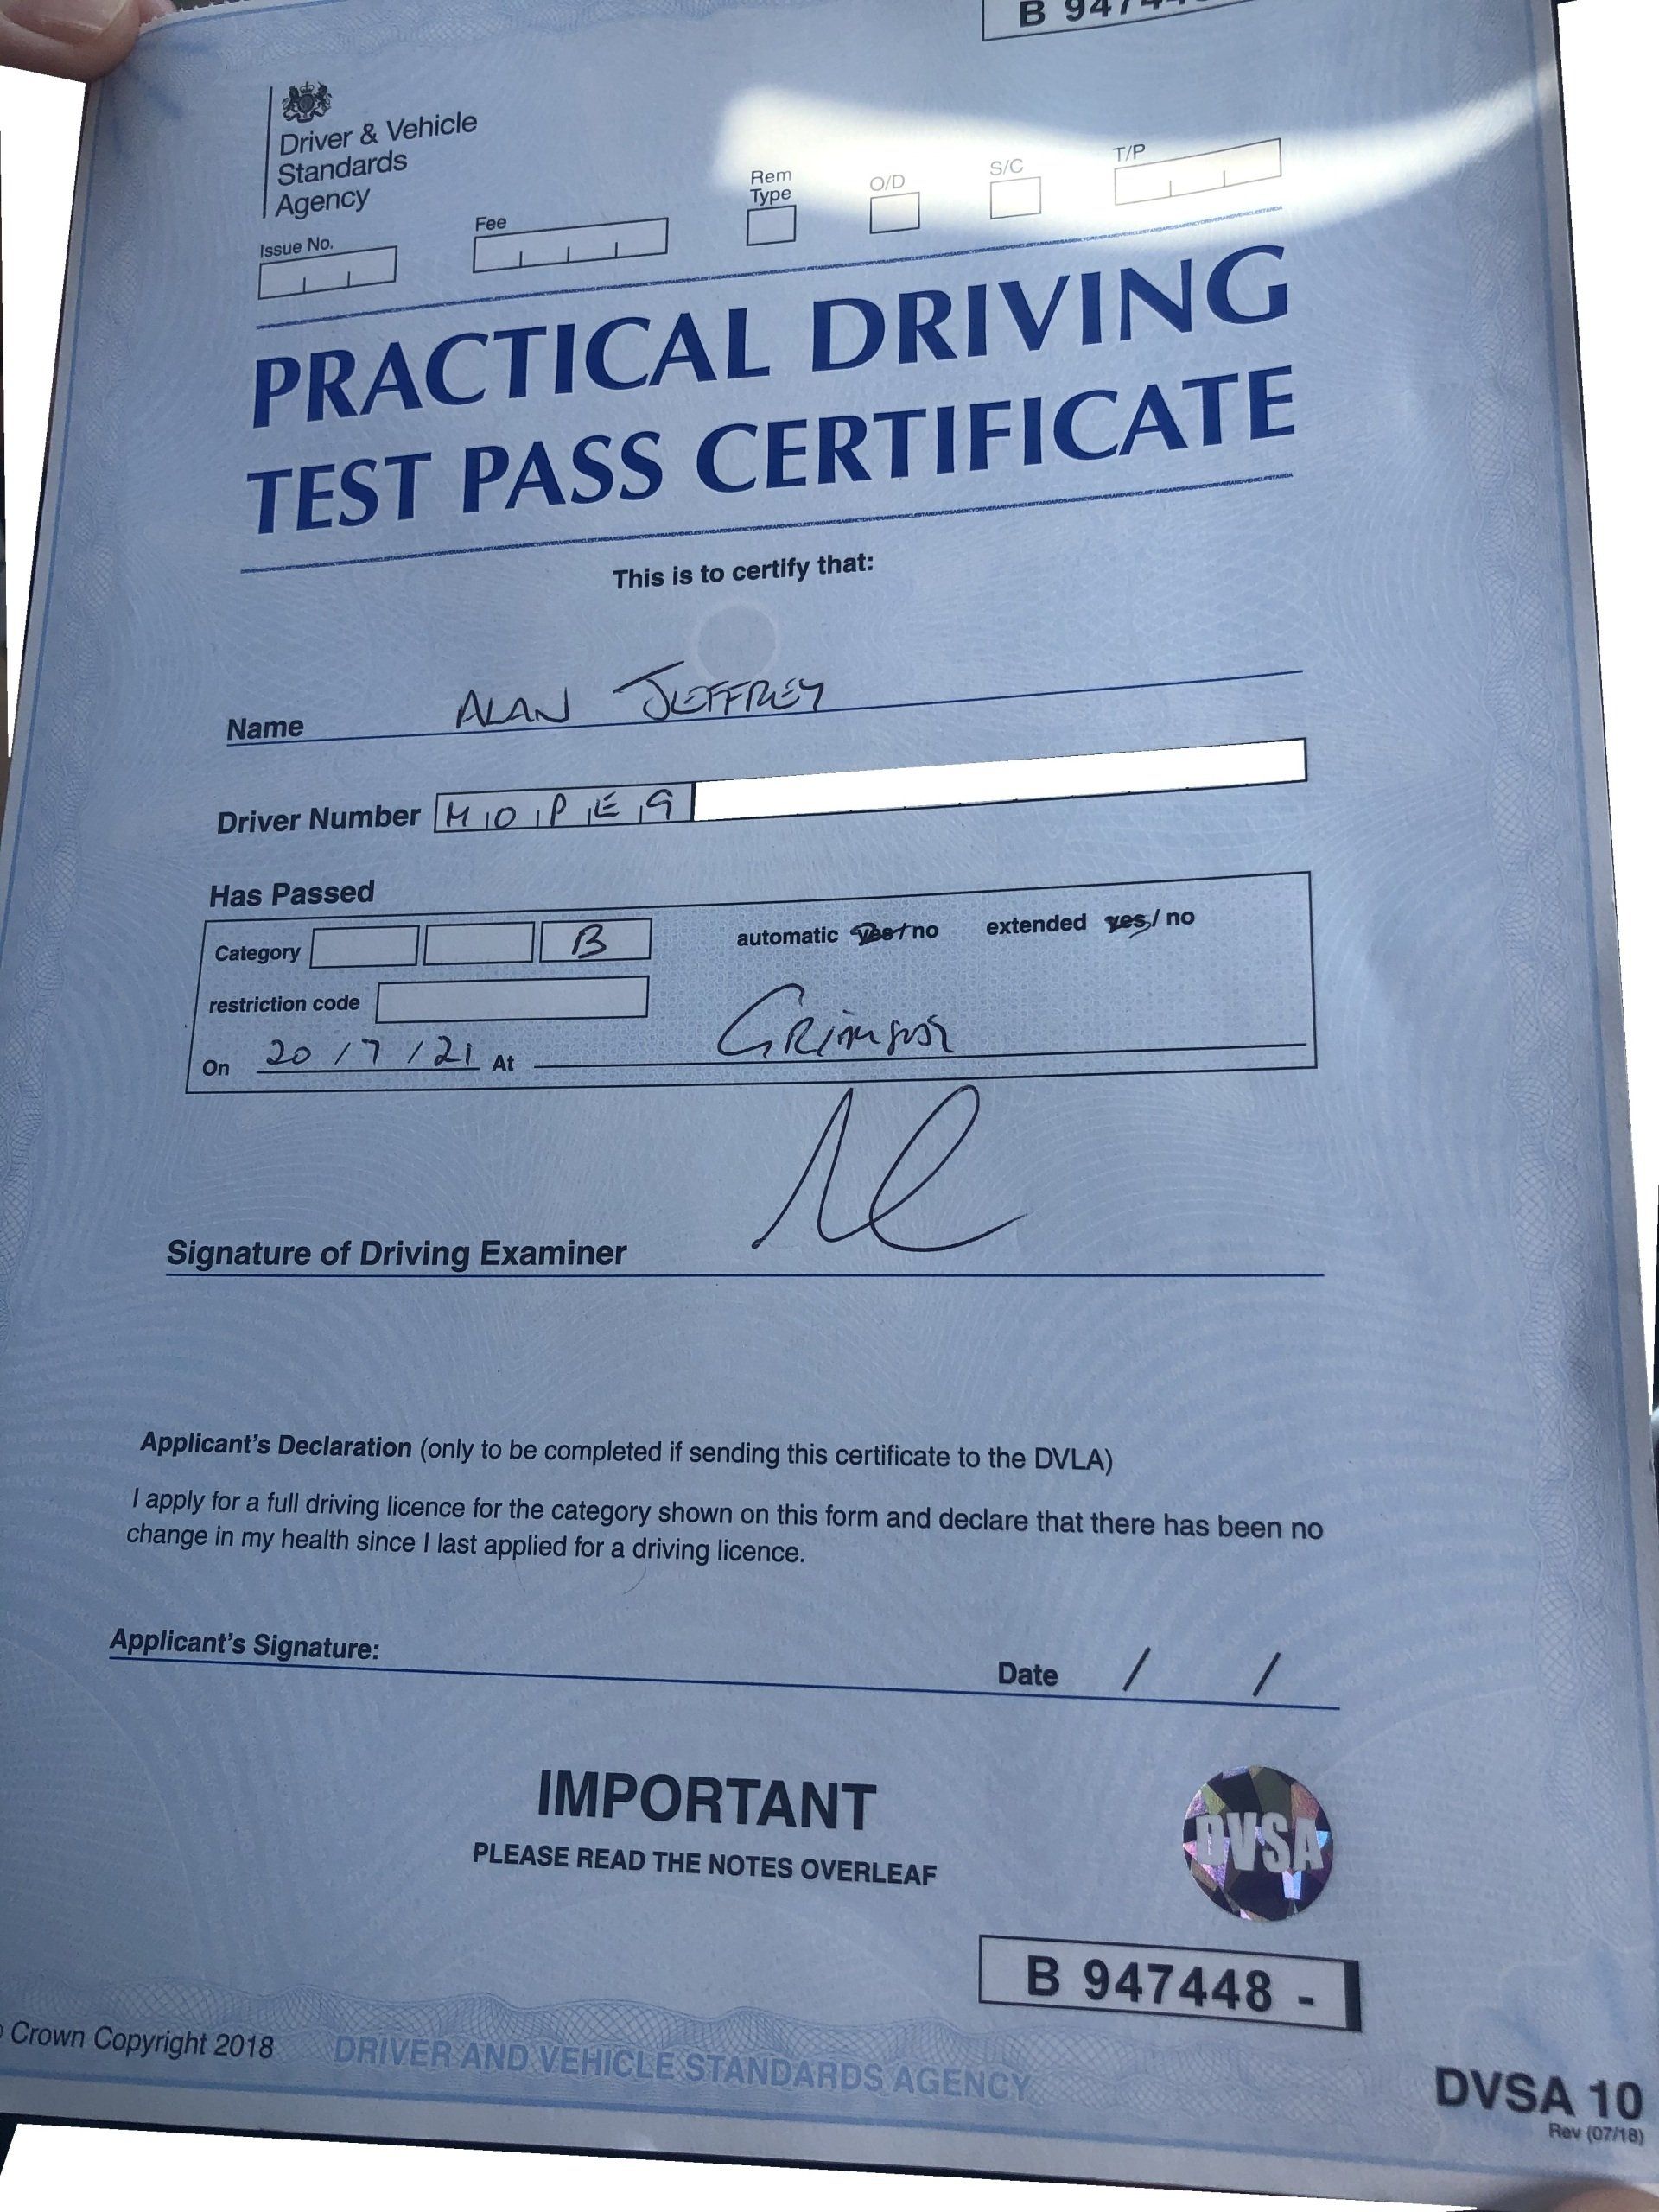 B 9474
Driver & Vehicle
Standards
Agency
Issue No.
Fee
Rem
Type
O/D
S/C
T/P
PRACTICAL DRIVING
TEST PASS CERTIFICATE
This is to certify that:
Name ALAN JEFFREY
Driver Number HOPE9
Has Passed
Category B automatic yes/no extended yes/no
restriction code
On 20/7/21 At GRIMSBY
Signature of Driving Examiner
Applicant's Declaration (only to be completed if sending this certificate to the DVLA)
I apply for a full driving licence for the category shown on this form and declare that there has been no
change in my health since I last applied for a driving licence.
Applicant's Signature:
Date / /
IMPORTANT
PLEASE READ THE NOTES OVERLEAF
DVSA
B 947448 -
Crown Copyright 2018
DRIVER AND VEHICLE STANDARDS AGENCY
DVSA 10
Rev (07/18)